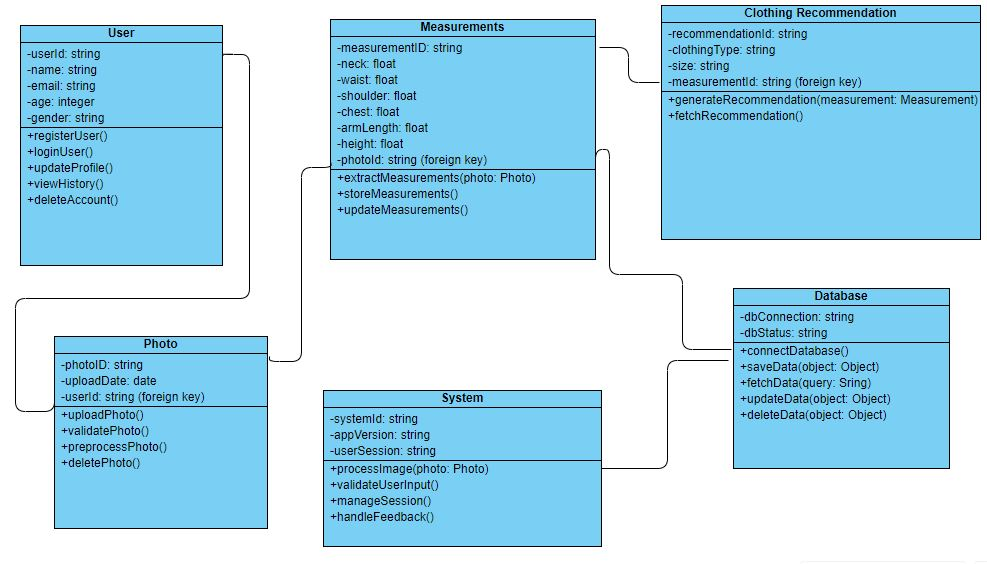 User
-userId: string
-name: string
-email: string
-age: integer
-gender: string
+registerUser()
+loginUser()
+updateProfile()
+viewHistory()
+deleteAccount()
Measurements
-measurementID: string
-neck: float
-waist: float
-shoulder: float
-chest: float
-armLength: float
-height: float
-photoId: string (foreign key)
+extractMeasurements(photo: Photo)
+storeMeasurements()
+updateMeasurements()
Clothing Recommendation
-recommendationId: string
-clothingType: string
-size: string
-measurementId: string (foreign key)
+generateRecommendation(measurement: Measurement)
+fetchRecommendation()
Photo
-photoID: string
-uploadDate: date
-userId: string (foreign key)
+uploadPhoto()
+validatePhoto()
+preprocessPhoto()
+deletePhoto()
System
-systemId: string
-appVersion: string
-userSession: string
+processImage(photo: Photo)
+validateUserInput()
+manageSession()
+handleFeedback()
Database
-dbConnection: string
-dbStatus: string
+connectDatabase()
+saveData(object: Object)
+fetchData(query: Sring)
+updateData(object: Object)
+deleteData(object: Object)